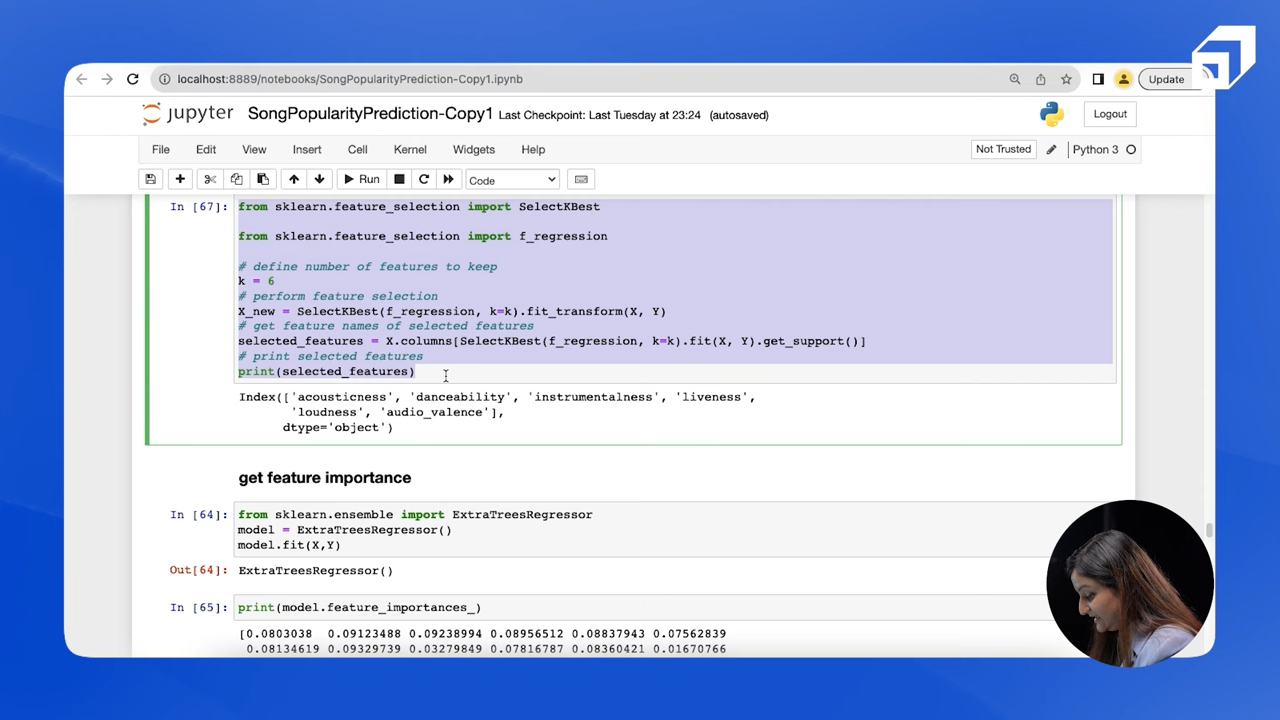 localhost:8889/notebooks/SongPopularityPrediction-Copy1.ipynb
Update
jupyter SongPopularityPrediction-Copy1 Last Checkpoint: Last Tuesday at 23:24 (autosaved)
Logout
File Edit View Insert Cell Kernel Widgets Help
Not Trusted
Python 3
Run
Code
In [67]: from sklearn.feature_selection import SelectKBest
from sklearn.feature_selection import f_regression
# define number of features to keep
k = 6
# perform feature selection
X_new = SelectKBest(f_regression, k=k).fit_transform(X, Y)
# get feature names of selected features
selected_features = X.columns[SelectKBest(f_regression, k=k).fit(X, Y).get_support()]
# print selected features
print(selected_features)
Index(['acousticness', 'danceability', 'instrumentalness', 'liveness',
'loudness', 'audio_valence'],
dtype='object')
get feature importance
In [64]: from sklearn.ensemble import ExtraTreesRegressor
model = ExtraTreesRegressor()
model.fit(X,Y)
Out[64]: ExtraTreesRegressor()
In [65]: print(model.feature_importances_)
[0.0803038 0.09123488 0.09238994 0.08956512 0.08837943 0.07562839
0.08134619 0.09329739 0.03279849 0.07816787 0.08360421 0.01670766